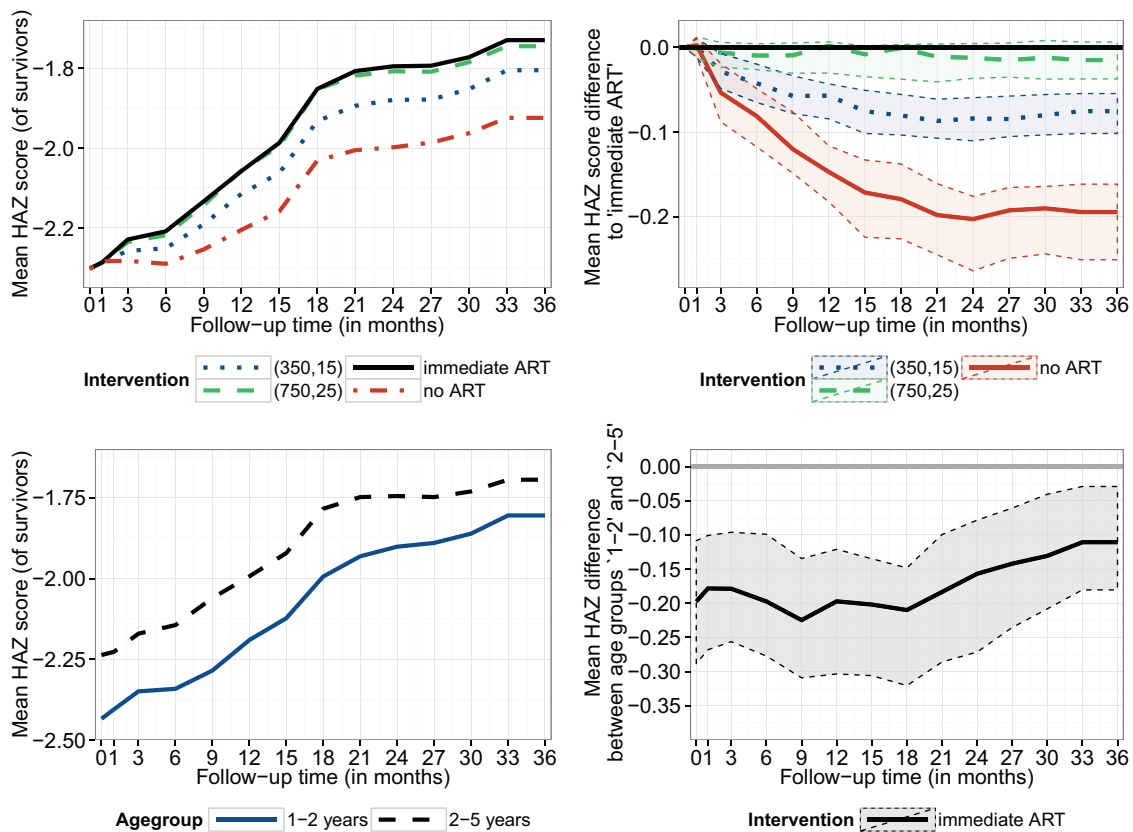 Mean HAZ score (of survivors)
−1.8
−2.0
−2.2
0 1 3 6 9 12 15 18 21 24 27 30 33 36
Follow−up time (in months)
Intervention
(350,15)
immediate ART
(750,25)
no ART
Mean HAZ score difference
to 'immediate ART'
0.0
−0.1
−0.2
0 1 3 6 9 12 15 18 21 24 27 30 33 36
Follow−up time (in months)
Intervention
(350,15)
no ART
(750,25)
Mean HAZ score (of survivors)
−1.75
−2.00
−2.25
−2.50
0 1 3 6 9 12 15 18 21 24 27 30 33 36
Follow−up time (in months)
Agegroup
1−2 years
2−5 years
Mean HAZ difference
between age groups `1−2' and `2−5'
0.00
−0.05
−0.10
−0.15
−0.20
−0.25
−0.30
−0.35
0 1 3 6 9 12 15 18 21 24 27 30 33 36
Follow−up time (in months)
Intervention
immediate ART